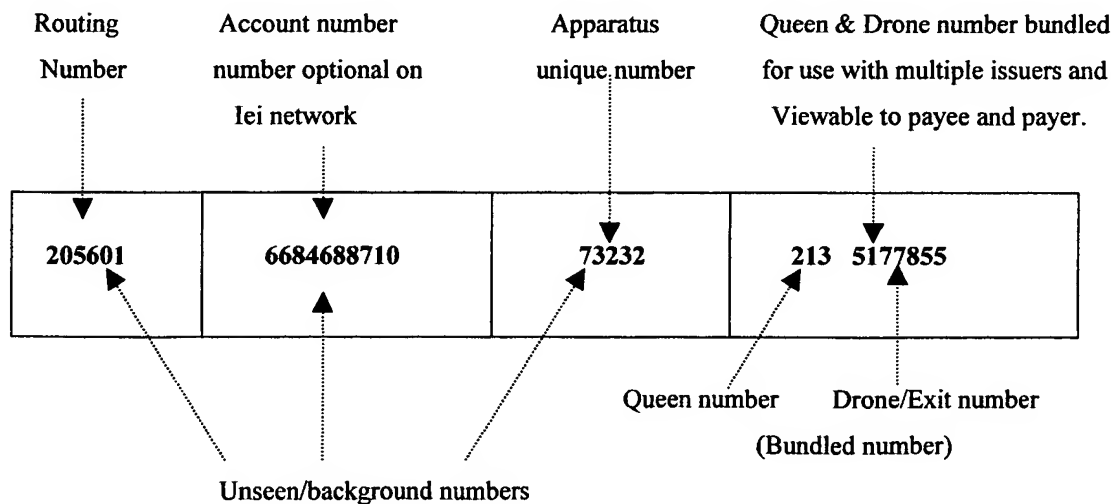 Routing
Number
Account number
number optional on
Iei network
Apparatus
unique number
Queen & Drone number bundled
for use with multiple issuers and
Viewable to payee and payer.
205601
6684688710
73232
213 5177855
Queen number
Drone/Exit number
(Bundled number)
Unseen/background numbers